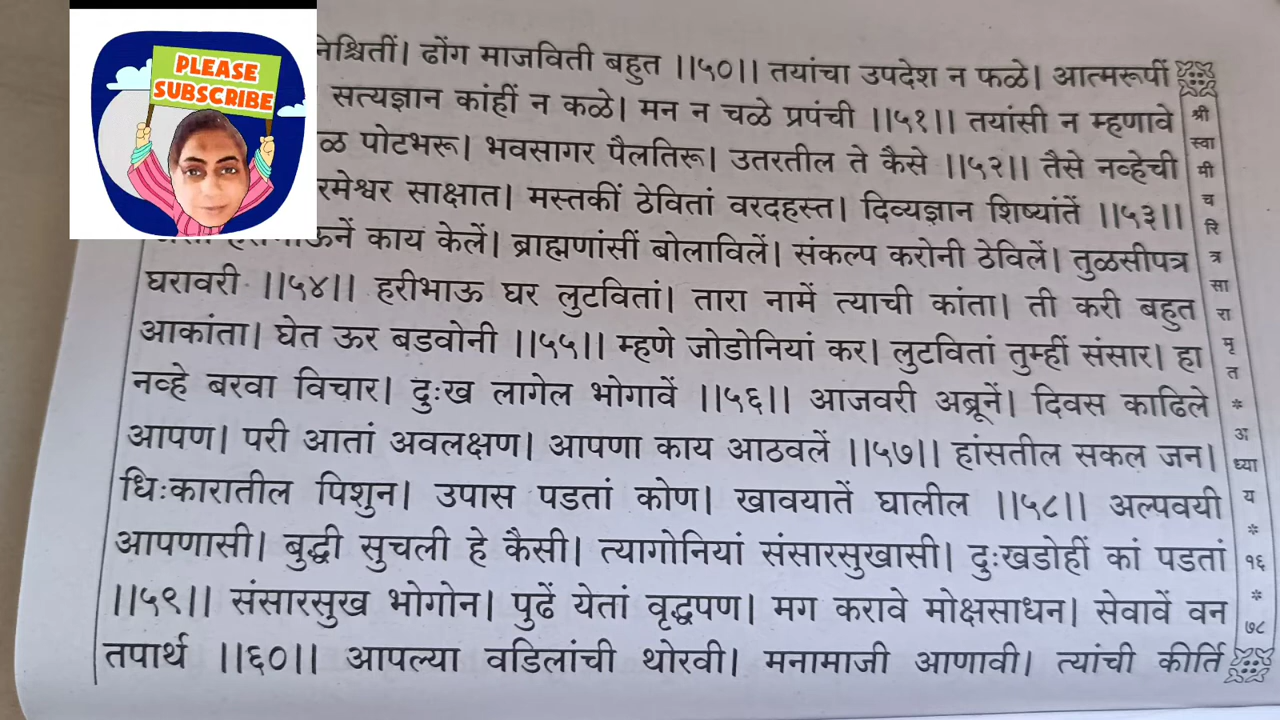 PLEASE
SUBSCRIBE
निश्चितीं। ढोंग माजविती बहुत ।।५०।। तयांचा उपदेश न फळे। आत्मरूपीं
सत्यज्ञान कांहीं न कळे। मन न चळे प्रपंची ।।५१।। तयांसी न म्हणावे
पोटभरू। भवसागर पैलतिरू। उतरतील ते कैसे ।।५२।। तैसे नव्हेची
साक्षात। मस्तकीं ठेवितां वरदहस्त। दिव्यज्ञान शिष्यांतें ।।५३।।
काय केलें। ब्राह्मणांसीं बोलाविलें। संकल्प करोनी ठेविलें। तुळसीपत्र
घरावरी ।।५४।। हरीभाऊ घर लुटवितां। तारा नामें त्याची कांता। ती करी बहुत
आकांता। घेत ऊर बडवोनी ।।५५।। म्हणे जोडोनियां कर। लुटवितां तुम्हीं संसार। हा
नव्हे बरवा विचार। दुःख लागेल भोगावें ।।५६।। आजवरी अब्रूनें। दिवस काढिले
आपण। परी आतां अवलक्षण। आपणा काय आठवलें ।।५७।। हांसतील सकल जन।
धिःकारातील पिशुन। उपास पडतां कोण। खावयातें घालील ।।५८।। अल्पवयी
आपणासी। बुद्धी सुचली हे कैसी। त्यागोनियां संसारसुखासी। दुःखडोहीं कां पडतां
।।५९।। संसारसुख भोगोन। पुढें येतां वृद्धपण। मग करावे मोक्षसाधन। सेवावें वन
तपार्थ ।।६०।। आपल्या वडिलांची थोरवी। मनामाजी आणावी। त्यांची कीर्ति
श्री स्वा मी च रि त्र सा रा मृ त * अ ध्या य * १६ * ७८